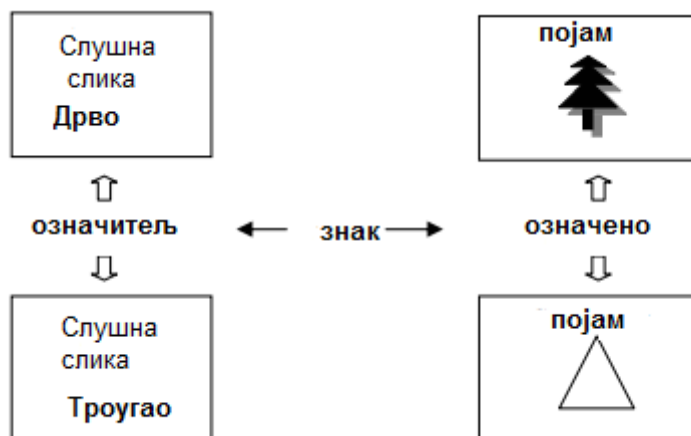 Слушна
слика
Дрво
појам
означитељ
знак
означено
Слушна
слика
Троугао
појам